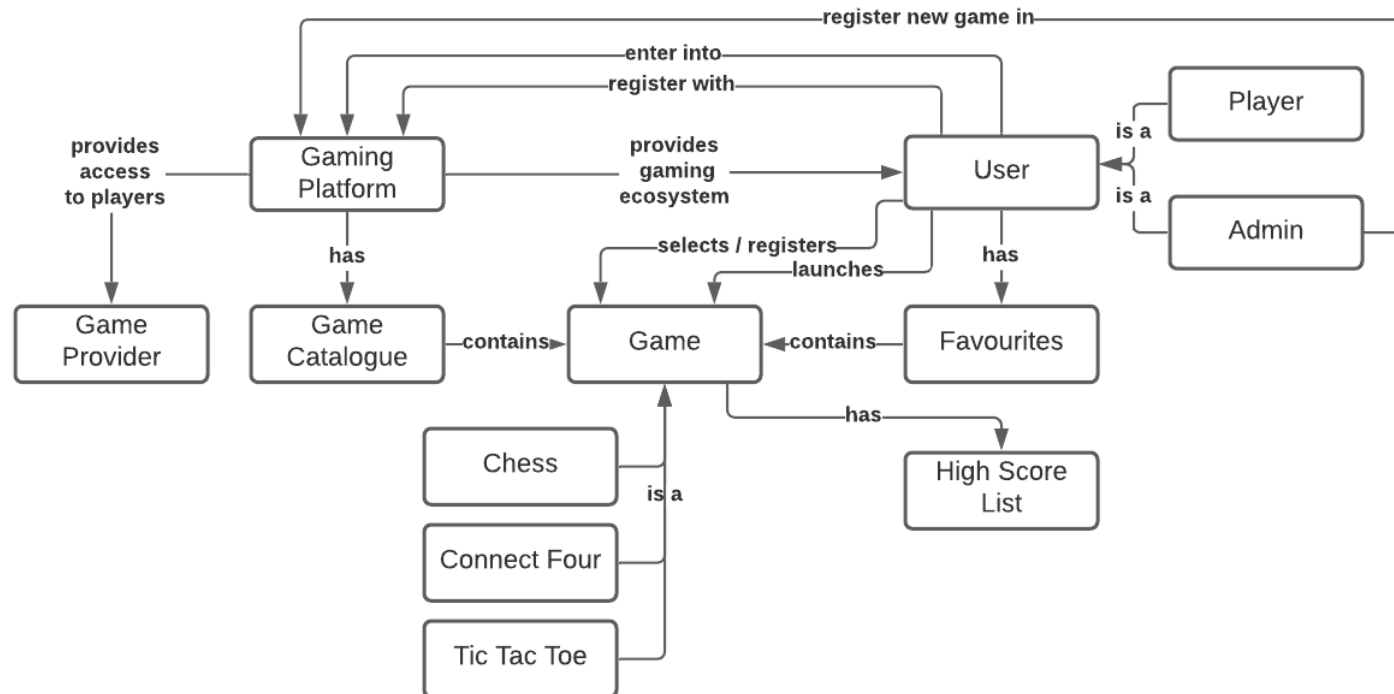 register new game in
enter into
register with
Player
provides
access
to players
Gaming
Platform
provides
gaming
ecosystem
User
is a
is a
Admin
selects / registers
launches
has
has
Game
Provider
Game
Catalogue
contains
Game
contains
Favourites
has
Chess
High Score
List
is a
Connect Four
Tic Tac Toe